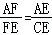 AF/FE = AE/CE